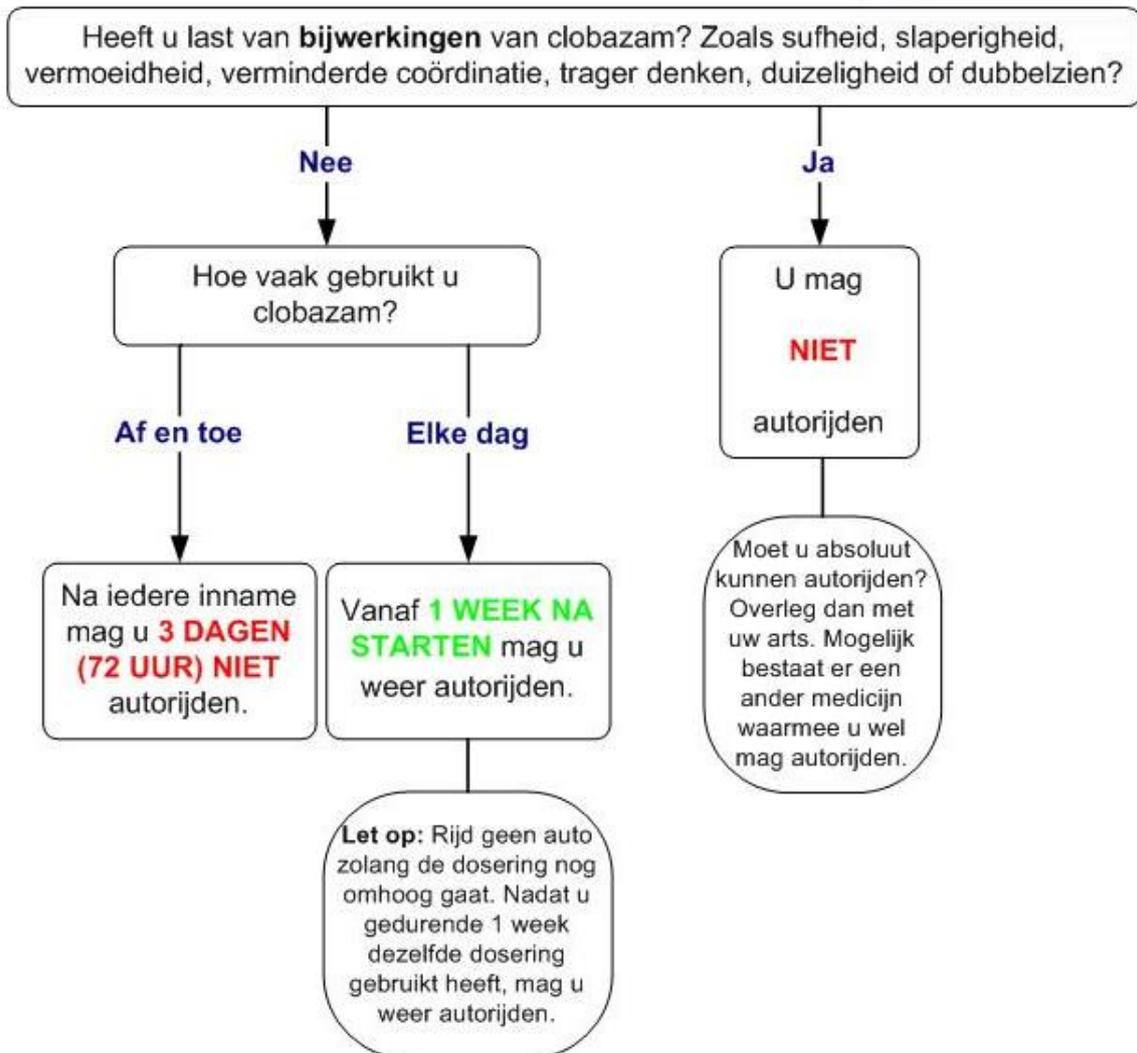 Heeft u last van bijwerkingen van clobazam? Zoals sufheid, slaperigheid,
vermoeidheid, verminderde coördinatie, trager denken, duizeligheid of dubbelzien?
Nee
Ja
Hoe vaak gebruikt u
clobazam?
U mag
NIET
autorijden
Af en toe
Elke dag
Na iedere inname
mag u 3 DAGEN
(72 UUR) NIET
autorijden.
Vanaf 1 WEEK NA
STARTEN mag u
weer autorijden.
Moet u absoluut
kunnen autorijden?
Overleg dan met
uw arts. Mogelijk
bestaat er een
ander medicijn
waarmee u wel
mag autorijden.
Let op: Rijd geen auto
zolang de dosering nog
omhoog gaat. Nadat u
gedurende 1 week
dezelfde dosering
gebruikt heeft, mag u
weer autorijden.